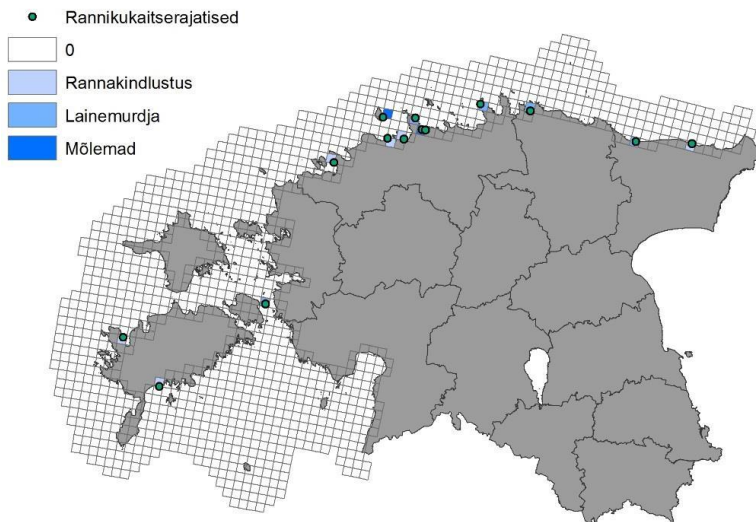 Rannikukaitserajatised
0
Rannakindlustus
Lainemurdja
Mõlemad